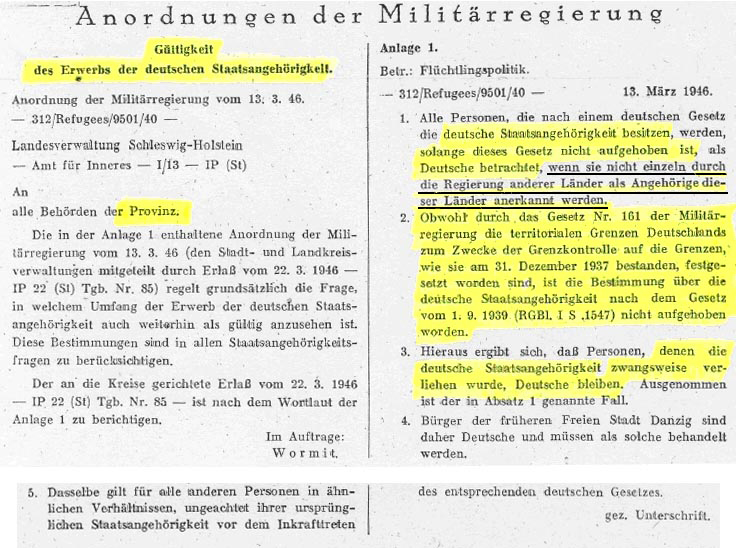 Anordnungen der Militärregierung
Gültigkeit
des Erwerbs der deutschen Staatsangehörigkeit.
Anordnung der Militärregierung vom 13. 3. 46.
— 312/Refugees/9501/40 —
Landesverwaltung Schleswig-Holstein
— Amt für Inneres — I/13 — IP (St)
An
alle Behörden der Provinz.
Die in der Anlage 1 enthaltene Anordnung der Mili-
tärregierung vom 13. 3. 46 (den Stadt- und Landkreis-
verwaltungen mitgeteilt durch Erlaß vom 22. 3. 1946 —
IP 22 (St) Tgb. Nr. 85) regelt grundsätzlich die Frage,
in welchem Umfang der Erwerb der deutschen Staats-
angehörigkeit auch weiterhin als gültig anzusehen ist.
Diese Bestimmungen sind in allen Staatsangehörigkeits-
fragen zu berücksichtigen.
Der an die Kreise gerichtete Erlaß vom 22. 3. 1946
— IP 22 (St) Tgb. Nr. 85 — ist nach dem Wortlaut der
Anlage 1 zu berichtigen.
Im Auftrage:
Wormit.
Anlage 1.
Betr.: Flüchtlingspolitik.
— 312/Refugees/9501/40 — 13. März 1946.
1. Alle Personen, die nach einem deutschen Gesetz
die deutsche Staatsangehörigkeit besitzen, werden,
solange dieses Gesetz nicht aufgehoben ist, als
Deutsche betrachtet, wenn sie nicht einzeln durch
die Regierung anderer Länder als Angehörige die-
ser Länder anerkannt werden.
2. Obwohl durch das Gesetz Nr. 161 der Militär-
regierung die territorialen Grenzen Deutschlands
zum Zwecke der Grenzkontrolle auf die Grenzen,
wie sie am 31. Dezember 1937 bestanden, festge-
setzt worden sind, ist die Bestimmung über die
deutsche Staatsangehörigkeit nach dem Gesetz
vom 1. 9. 1939 (RGBl. I S ,1547) nicht aufgehoben
worden.
3. Hieraus ergibt sich, daß Personen, denen die
deutsche Staatsangehörigkeit zwangsweise ver-
liehen wurde, Deutsche bleiben. Ausgenommen
ist der in Absatz 1 genannte Fall.
4. Bürger der früheren Freien Stadt Danzig sind
daher Deutsche und müssen als solche behandelt
werden.
5. Dasselbe gilt für alle anderen Personen in ähn-
lichen Verhältnissen, ungeachtet ihrer ursprüng-
lichen Staatsangehörigkeit vor dem Inkrafttreten
des entsprechenden deutschen Gesetzes.
gez. Unterschrift.